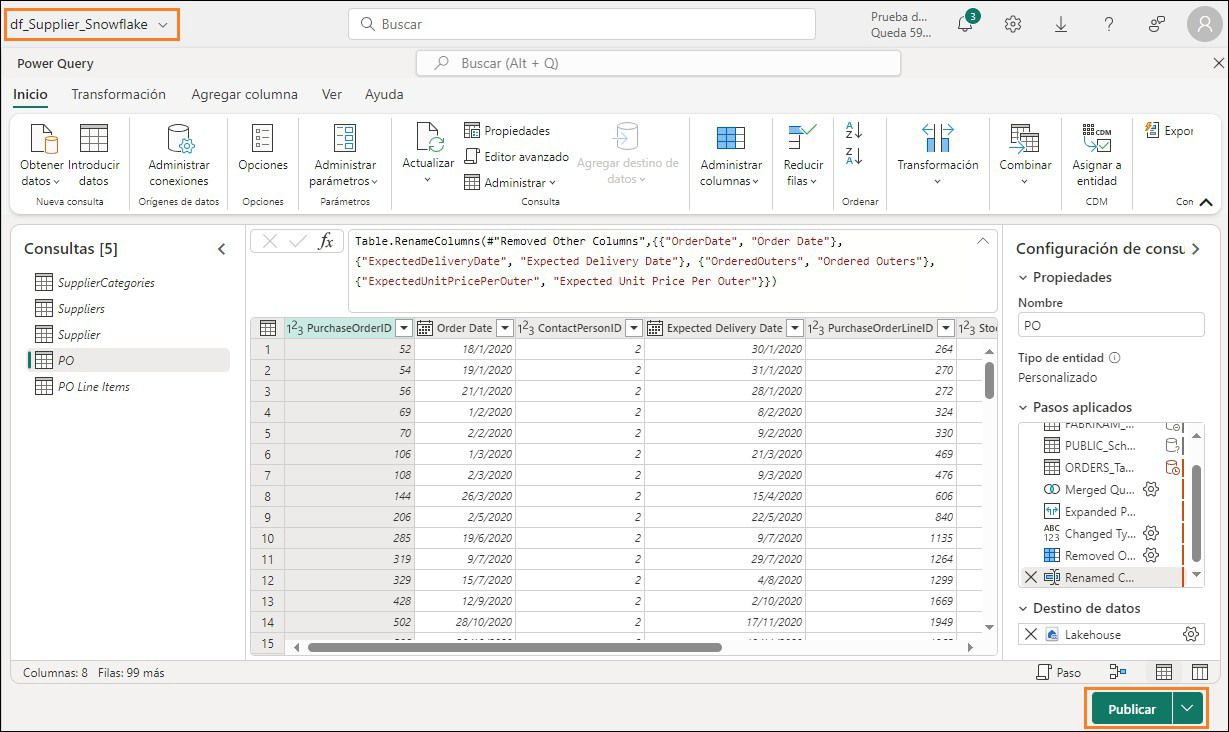 df_Supplier_Snowflake
Buscar
Prueba d...
Queda 59...
3
Power Query
Buscar (Alt + Q)
Inicio Transformación Agregar columna Ver Ayuda
Obtener datos
Introducir datos
Nueva consulta
Administrar conexiones
Orígenes de datos
Opciones
Opciones
Administrar parámetros
Parámetros
Actualizar
Propiedades
Editor avanzado
Administrar
Agregar destino de datos
Consulta
Administrar columnas
Reducir filas
A
Z
Z
A
Ordenar
Transformación
Combinar
CDM
Asignar a entidad
CDM
Expor
Con
Consultas [5]
SupplierCategories
Suppliers
Supplier
PO
PO Line Items
fx
Table.RenameColumns(#"Removed Other Columns",{{"OrderDate", "Order Date"},
{"ExpectedDeliveryDate", "Expected Delivery Date"}, {"OrderedOuters", "Ordered Outers"},
{"ExpectedUnitPricePerOuter", "Expected Unit Price Per Outer"}})
123 PurchaseOrderID Order Date 123 ContactPersonID Expected Delivery Date 123 PurchaseOrderLineID 123 Stoc
1 52 18/1/2020 2 30/1/2020 264
2 54 19/1/2020 2 31/1/2020 270
3 56 21/1/2020 2 28/1/2020 272
4 69 1/2/2020 2 8/2/2020 324
5 70 2/2/2020 2 9/2/2020 330
6 106 1/3/2020 2 21/3/2020 469
7 108 2/3/2020 2 9/3/2020 476
8 144 26/3/2020 2 15/4/2020 606
9 206 2/5/2020 2 22/5/2020 840
10 285 19/6/2020 2 9/7/2020 1135
11 319 9/7/2020 2 29/7/2020 1264
12 329 15/7/2020 2 4/8/2020 1299
13 428 12/9/2020 2 2/10/2020 1669
14 502 28/10/2020 2 17/11/2020 1949
15
Configuración de consu
Propiedades
Nombre
PO
Tipo de entidad
Personalizado
Pasos aplicados
FABRIKAM_...
PUBLIC_Sch...
ORDERS_Ta...
Merged Qu...
Expanded P...
ABC
123 Changed Ty...
Removed O...
Renamed C...
Destino de datos
Lakehouse
Columnas: 8 Filas: 99 más
Paso
Publicar